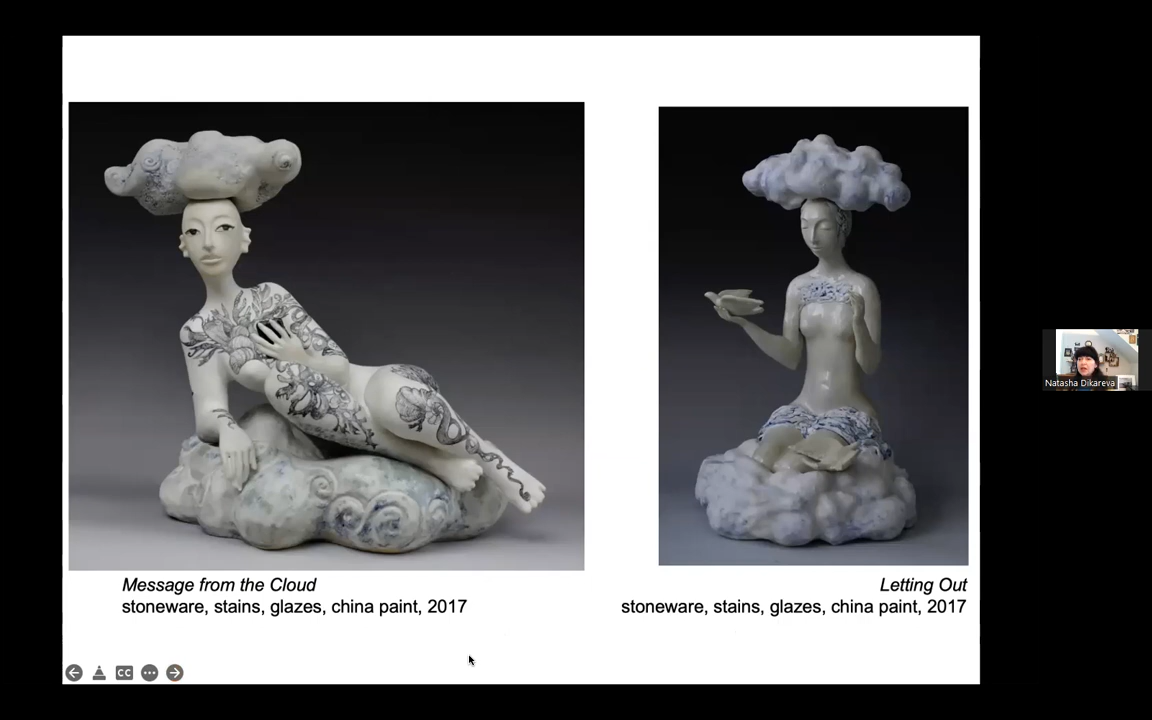 Message from the Cloud
stoneware, stains, glazes, china paint, 2017
Letting Out
stoneware, stains, glazes, china paint, 2017
Natasha Dikareva
CC